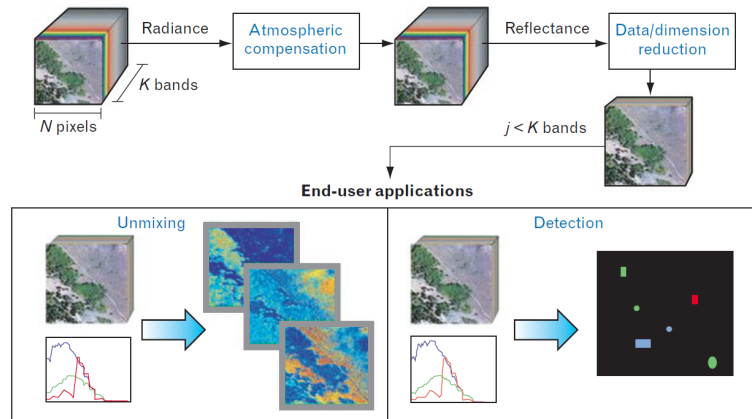 Radiance
Atmospheric
compensation
Reflectance
Data/dimension
reduction
K bands
N pixels
j < K bands
End-user applications
Unmixing
Detection